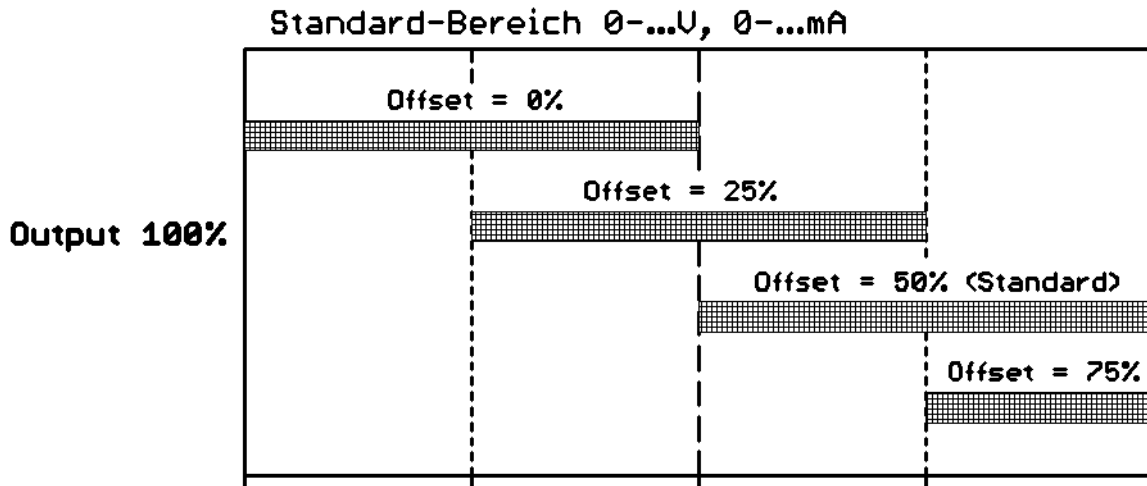 Standard-Bereich 0-...V, 0-...mA
Offset = 0%
Offset = 25%
Output 100%
Offset = 50% (Standard)
Offset = 75%